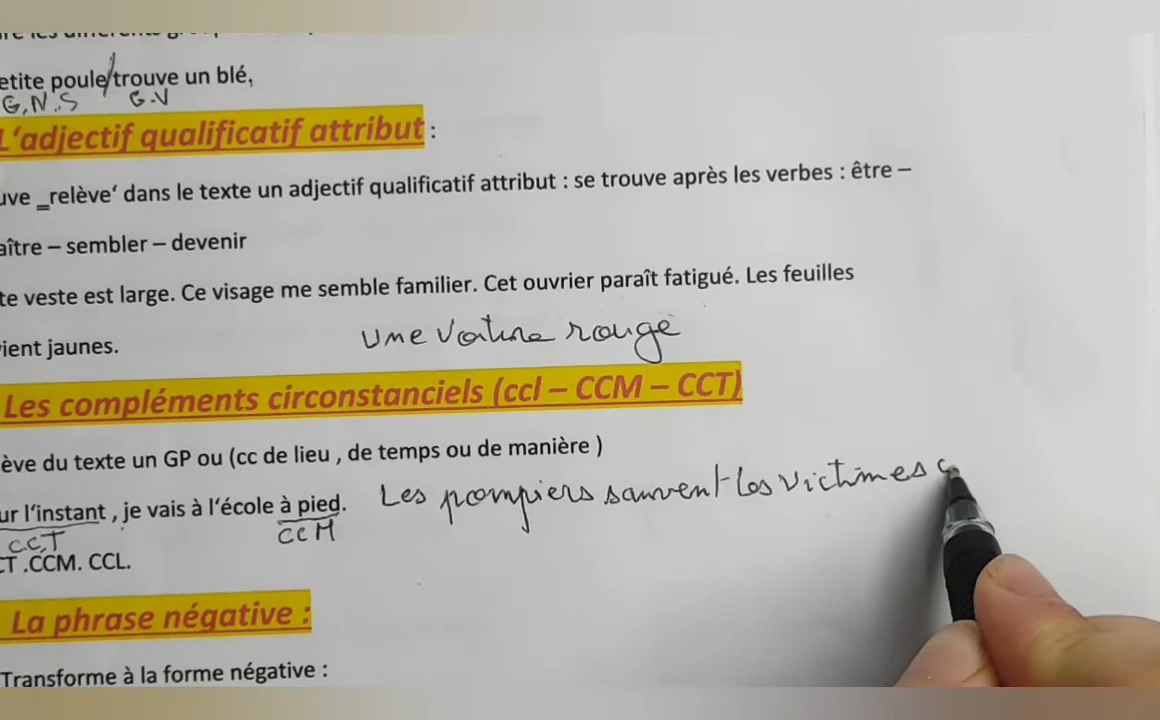 etite poule/trouve un blé,
G.N.S G.V
L'adjectif qualificatif attribut :
uve _relève' dans le texte un adjectif qualificatif attribut : se trouve après les verbes : être –
aître – sembler – devenir
te veste est large. Ce visage me semble familier. Cet ouvrier paraît fatigué. Les feuilles
ient jaunes.
une voiture rouge
Les compléments circonstanciels (ccl – CCM – CCT)
ève du texte un GP ou (cc de lieu , de temps ou de manière )
Les pompiers sauvent les victimes
ur l'instant , je vais à l'école à pied.
CCT CCM
CT .CCM. CCL.
La phrase négative :
Transforme à la forme négative :